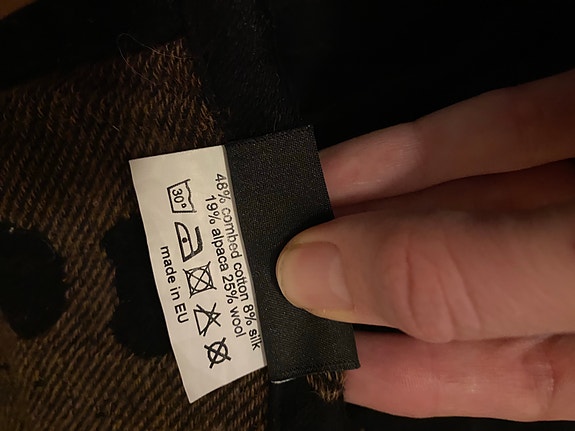 48% combed cotton 8% silk
19% alpaca 25% wool
30°
made in EU